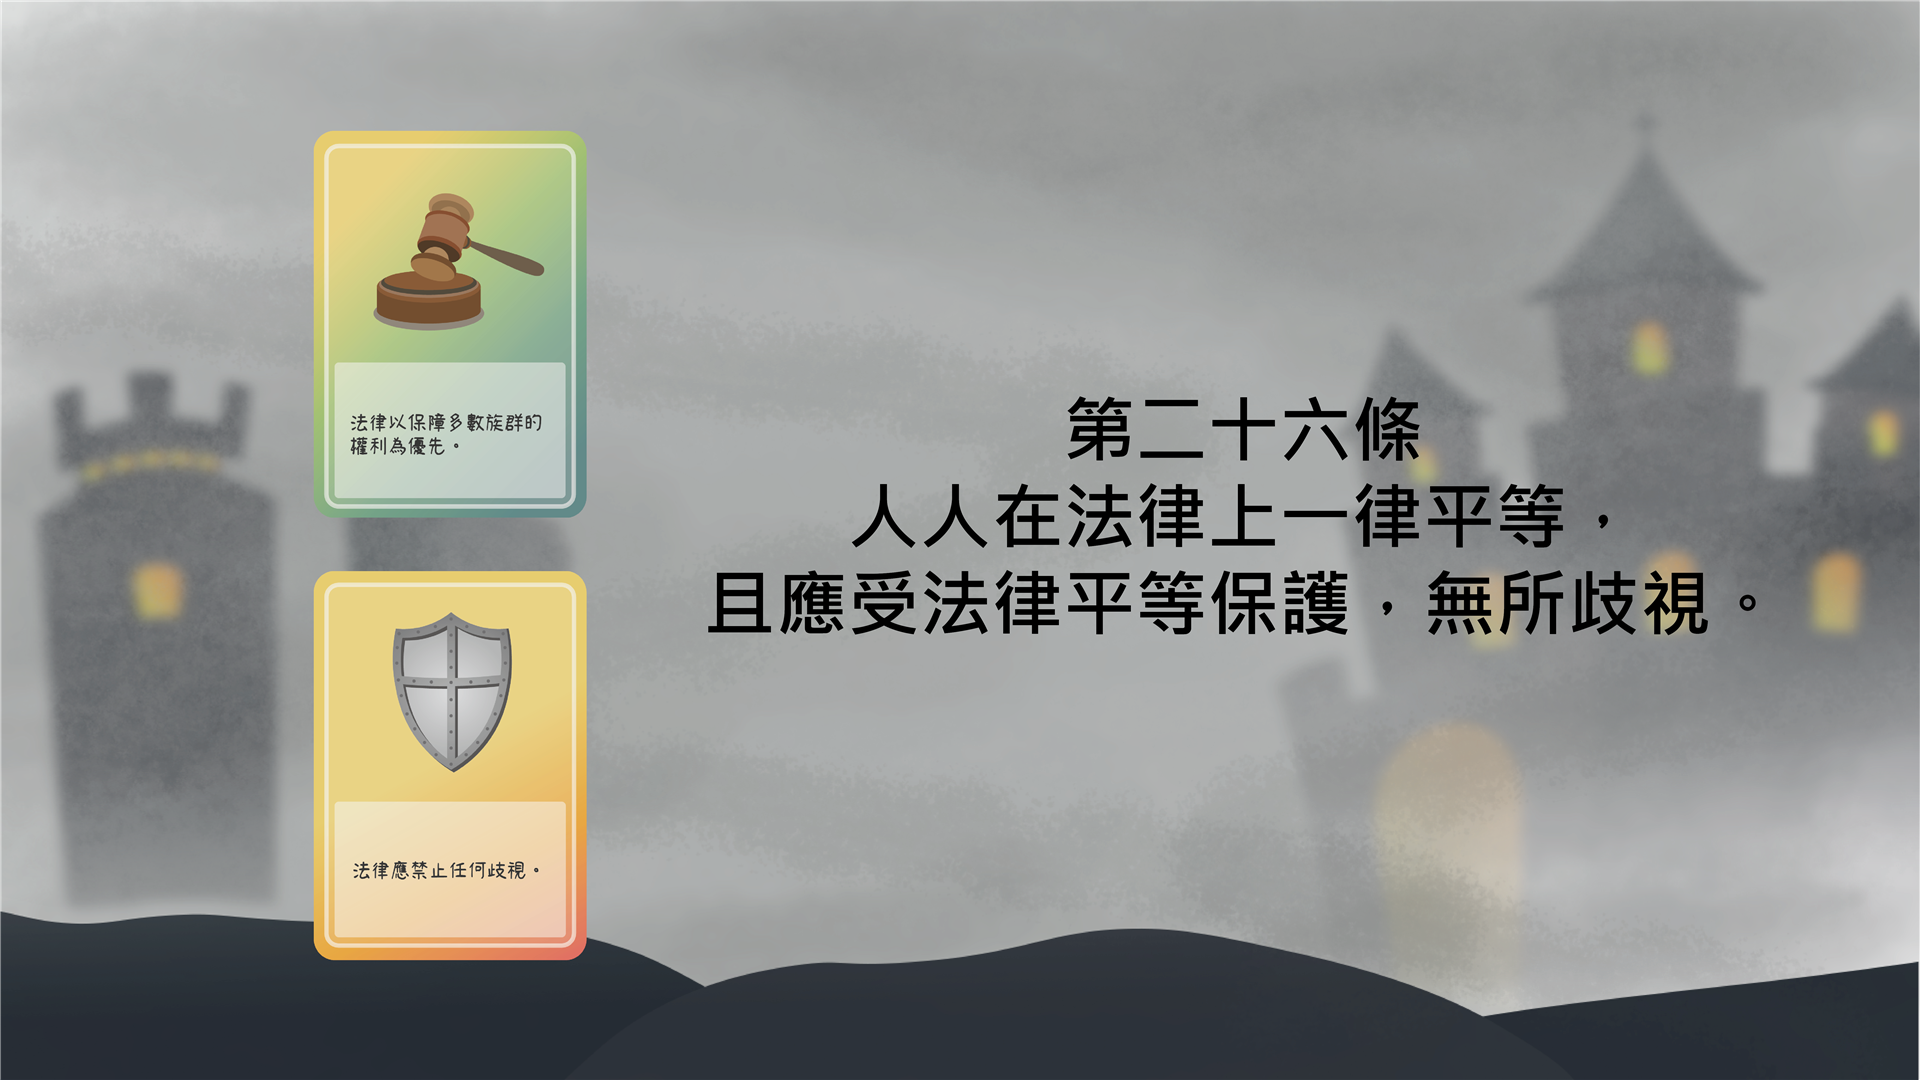 法律以保障多數族群的
權利為優先。
法律應禁止任何歧視。
第二十六條
人人在法律上一律平等，
且應受法律平等保護，無所歧視。